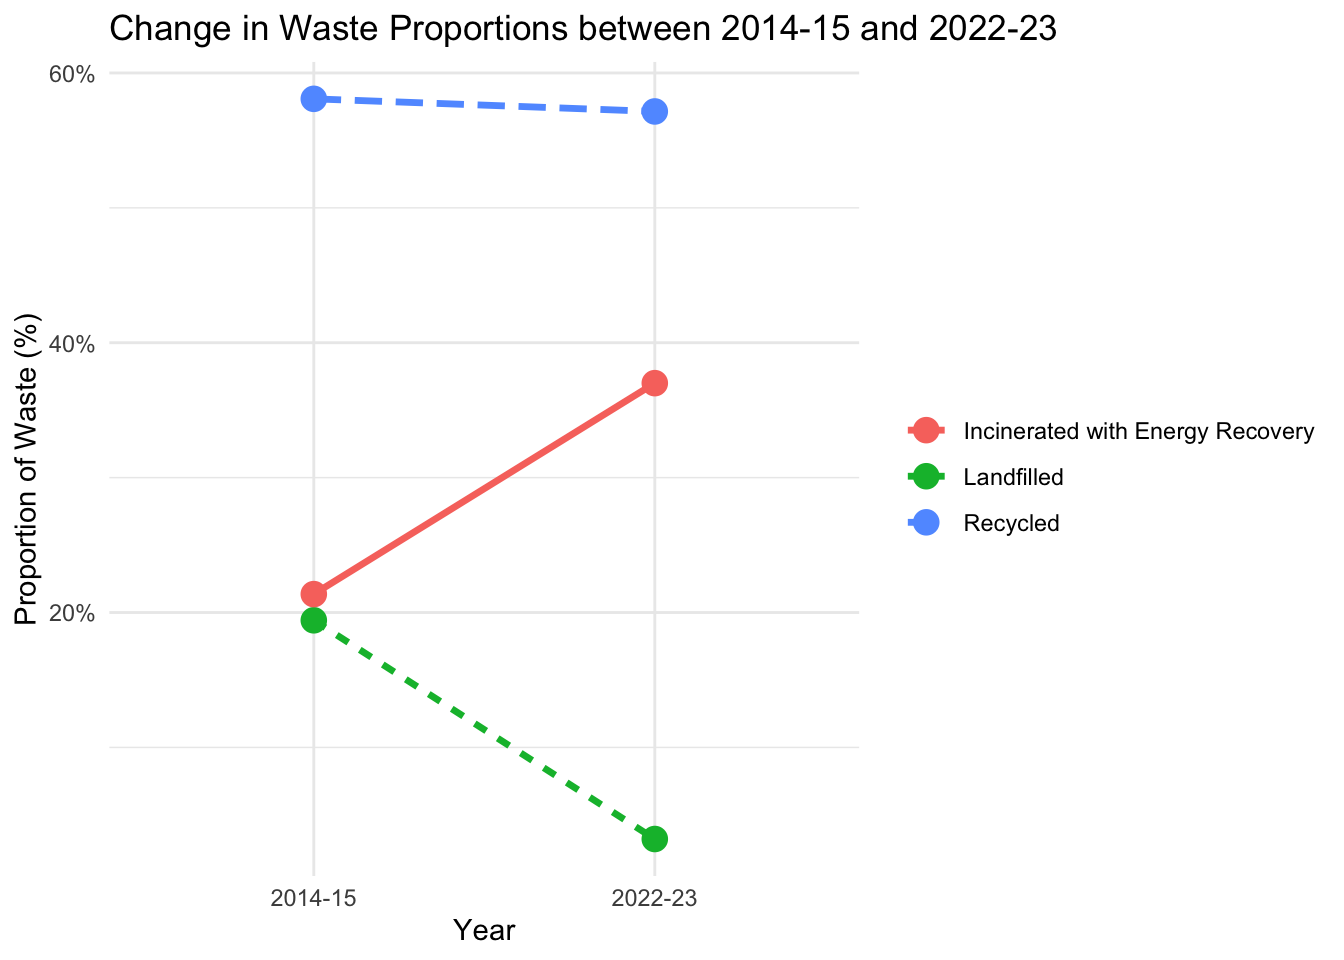 Change in Waste Proportions between 2014-15 and 2022-23
60%
40%
20%
Proportion of Waste (%)
2014-15
2022-23
Year
Incinerated with Energy Recovery
Landfilled
Recycled